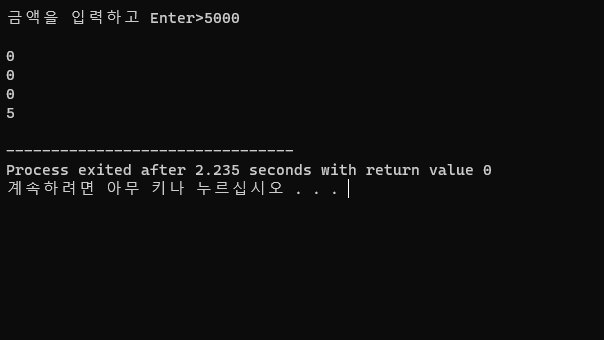 금액을 입력하고 Enter>5000
0
0
0
5
--------------------------------
Process exited after 2.235 seconds with return value 0
계속하려면 아무 키나 누르십시오 . . .